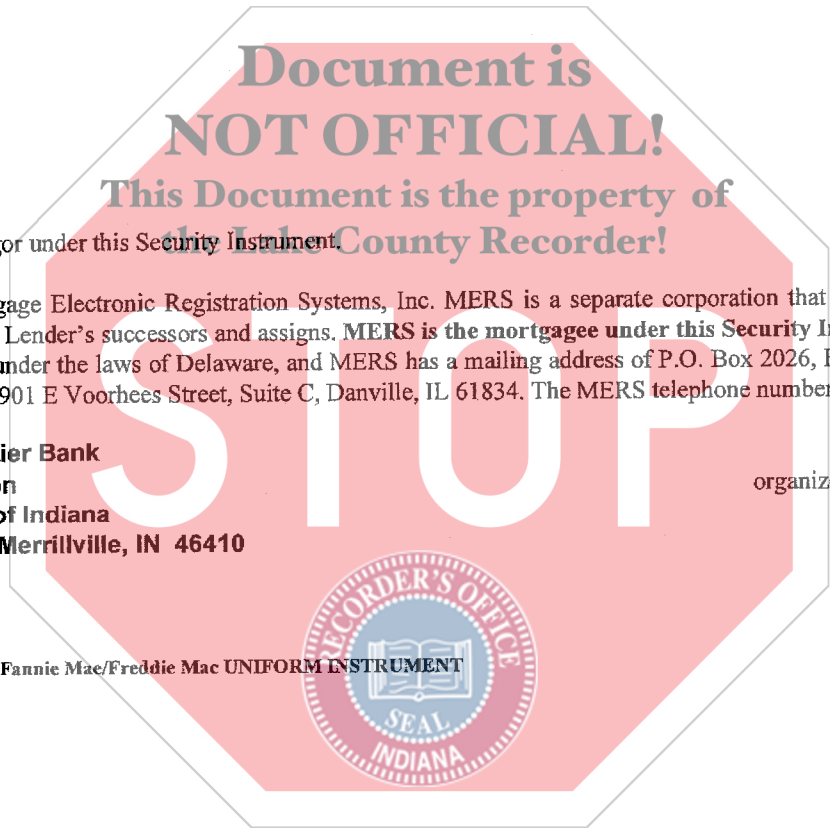 Document is
NOT OFFICIAL!
This Document is the property of
the Lake County Recorder!
gor under this Security Instrument.
gage Electronic Registration Systems, Inc. MERS is a separate corporation that
Lender's successors and assigns. MERS is the mortgagee under this Security I
under the laws of Delaware, and MERS has a mailing address of P.O. Box 2026,
901 E Voorhees Street, Suite C, Danville, IL 61834. The MERS telephone number
ier Bank
n
organiz
of Indiana
Merrillville, IN 46410
STOP
Fannie Mae/Freddie Mac UNIFORM INSTRUMENT
RECORDER'S OFFICE
SEAL
INDIANA